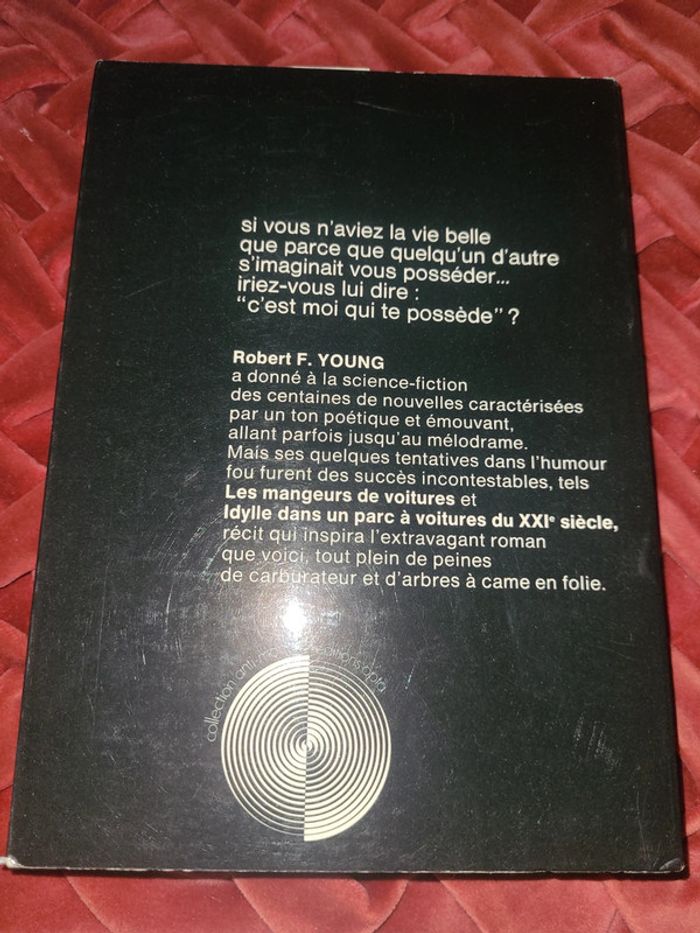 si vous n'aviez la vie belle
que parce que quelqu'un d'autre
s'imaginait vous posséder...
iriez-vous lui dire :
"c'est moi qui te possède" ?
Robert F. YOUNG
a donné à la science-fiction
des centaines de nouvelles caractérisées
par un ton poétique et émouvant,
allant parfois jusqu'au mélodrame.
Mais ses quelques tentatives dans l'humour
fou furent des succès incontestables, tels
Les mangeurs de voitures et
Idylle dans un parc à voitures du XXIe siècle,
récit qui inspira l'extravagant roman
que voici, tout plein de peines
de carburateur et d'arbres à came en folie.
collection anti éditions opta